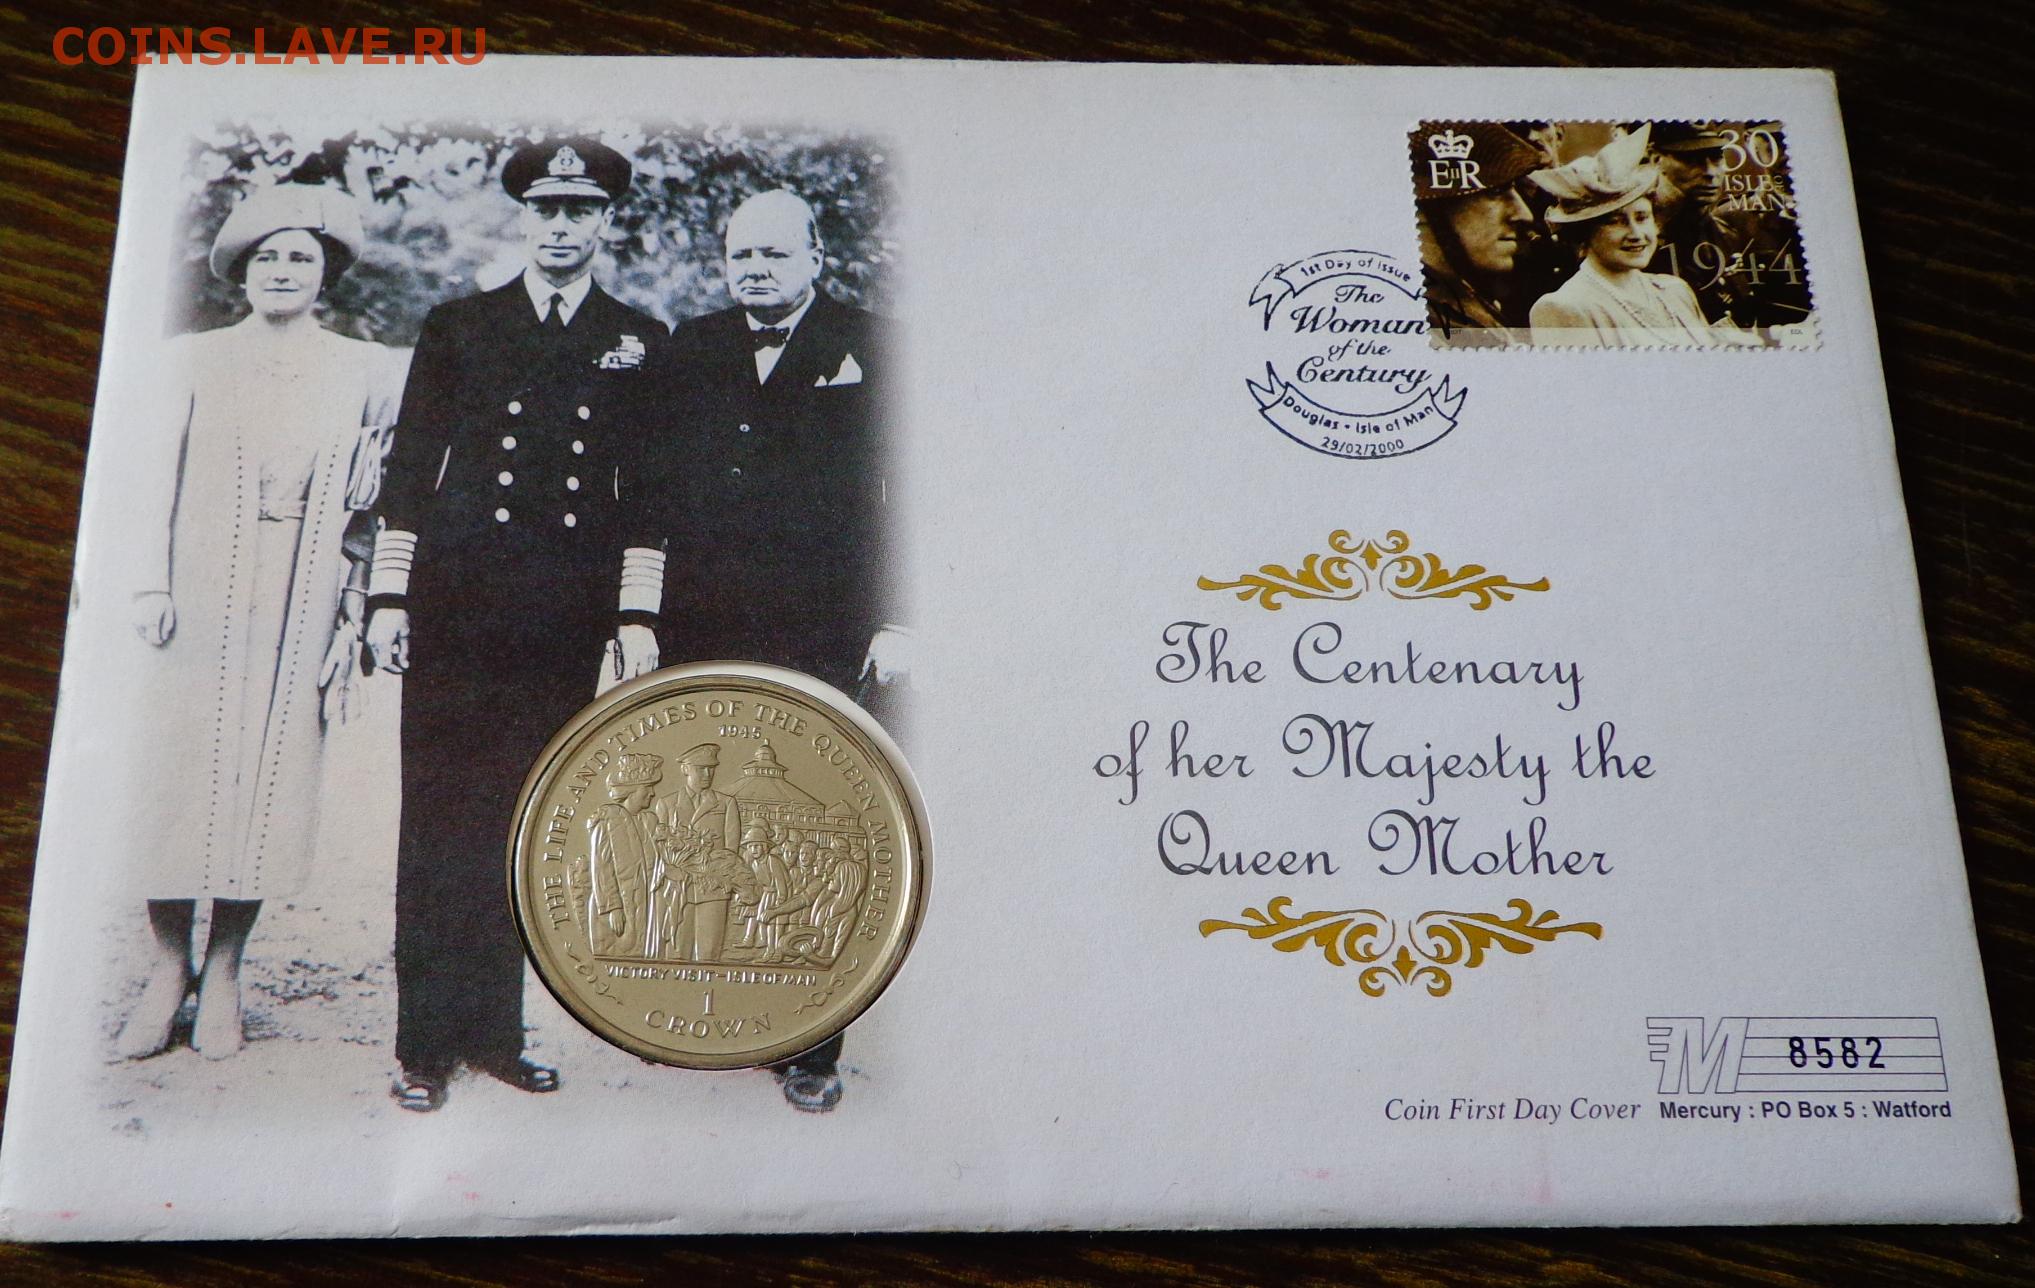 COINS.LAVE.RU
E II R
30
ISLE OF
MAN
1944
1st Day of Issue
The
Woman
of the
Century
Douglas • Isle of Man
29/02/2000
The Centenary
of her Majesty the
Queen Mother
THE LIFE AND TIMES OF THE QUEEN MOTHER
1945
VICTORY VISIT - ISLE OF MAN
1
CROWN
M
8582
Coin First Day Cover
Mercury : PO Box 5 : Watford